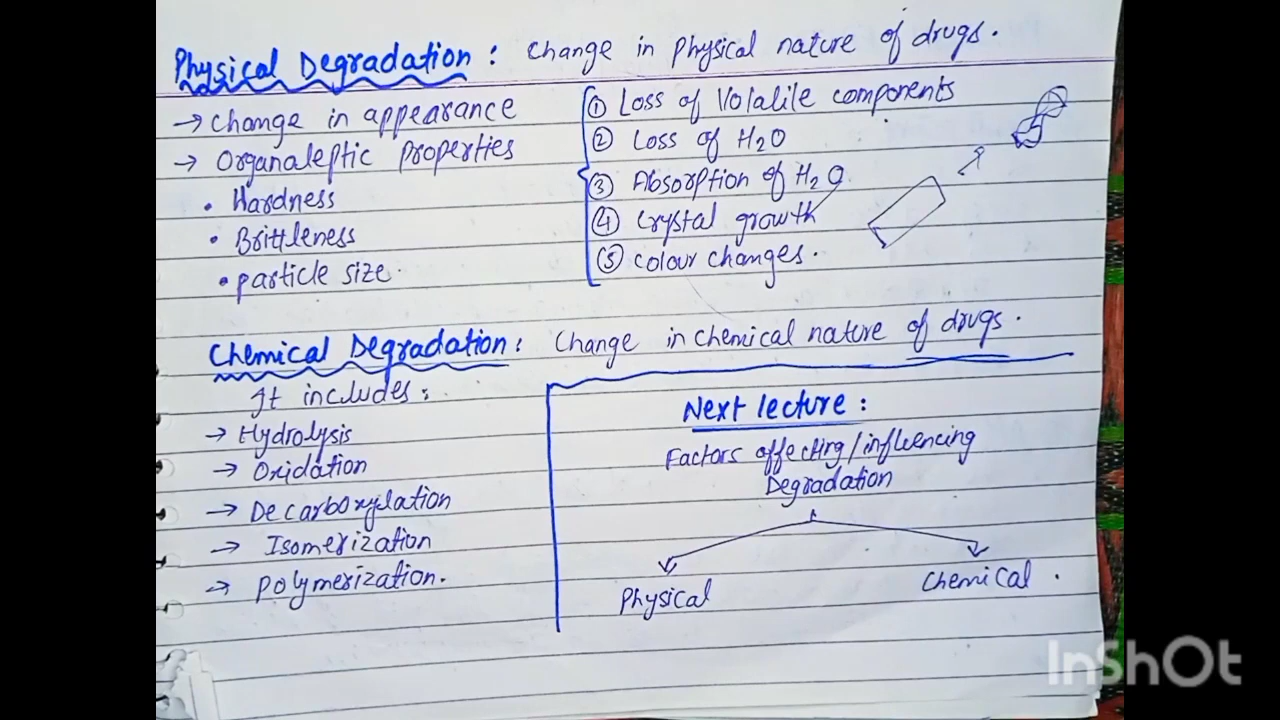 Physical Degradation : Change in Physical nature of drugs.
→ Change in appearance
→ Organaleptic properties
• Hardness
• Brittleness
• particle size.
① Loss of Volalile components
② Loss of H2O
③ Absorption of H2O
④ Crystal growth
⑤ Colour changes.
Chemical Degradation : Change in chemical nature of drugs.
It includes :
→ Hydrolysis
→ Oxidation
→ Decarboxylation
→ Isomerization
→ Polymerization.
Next lecture :
Factors affecting/influencing
Degradation
Physical
Chemical .
InShOt